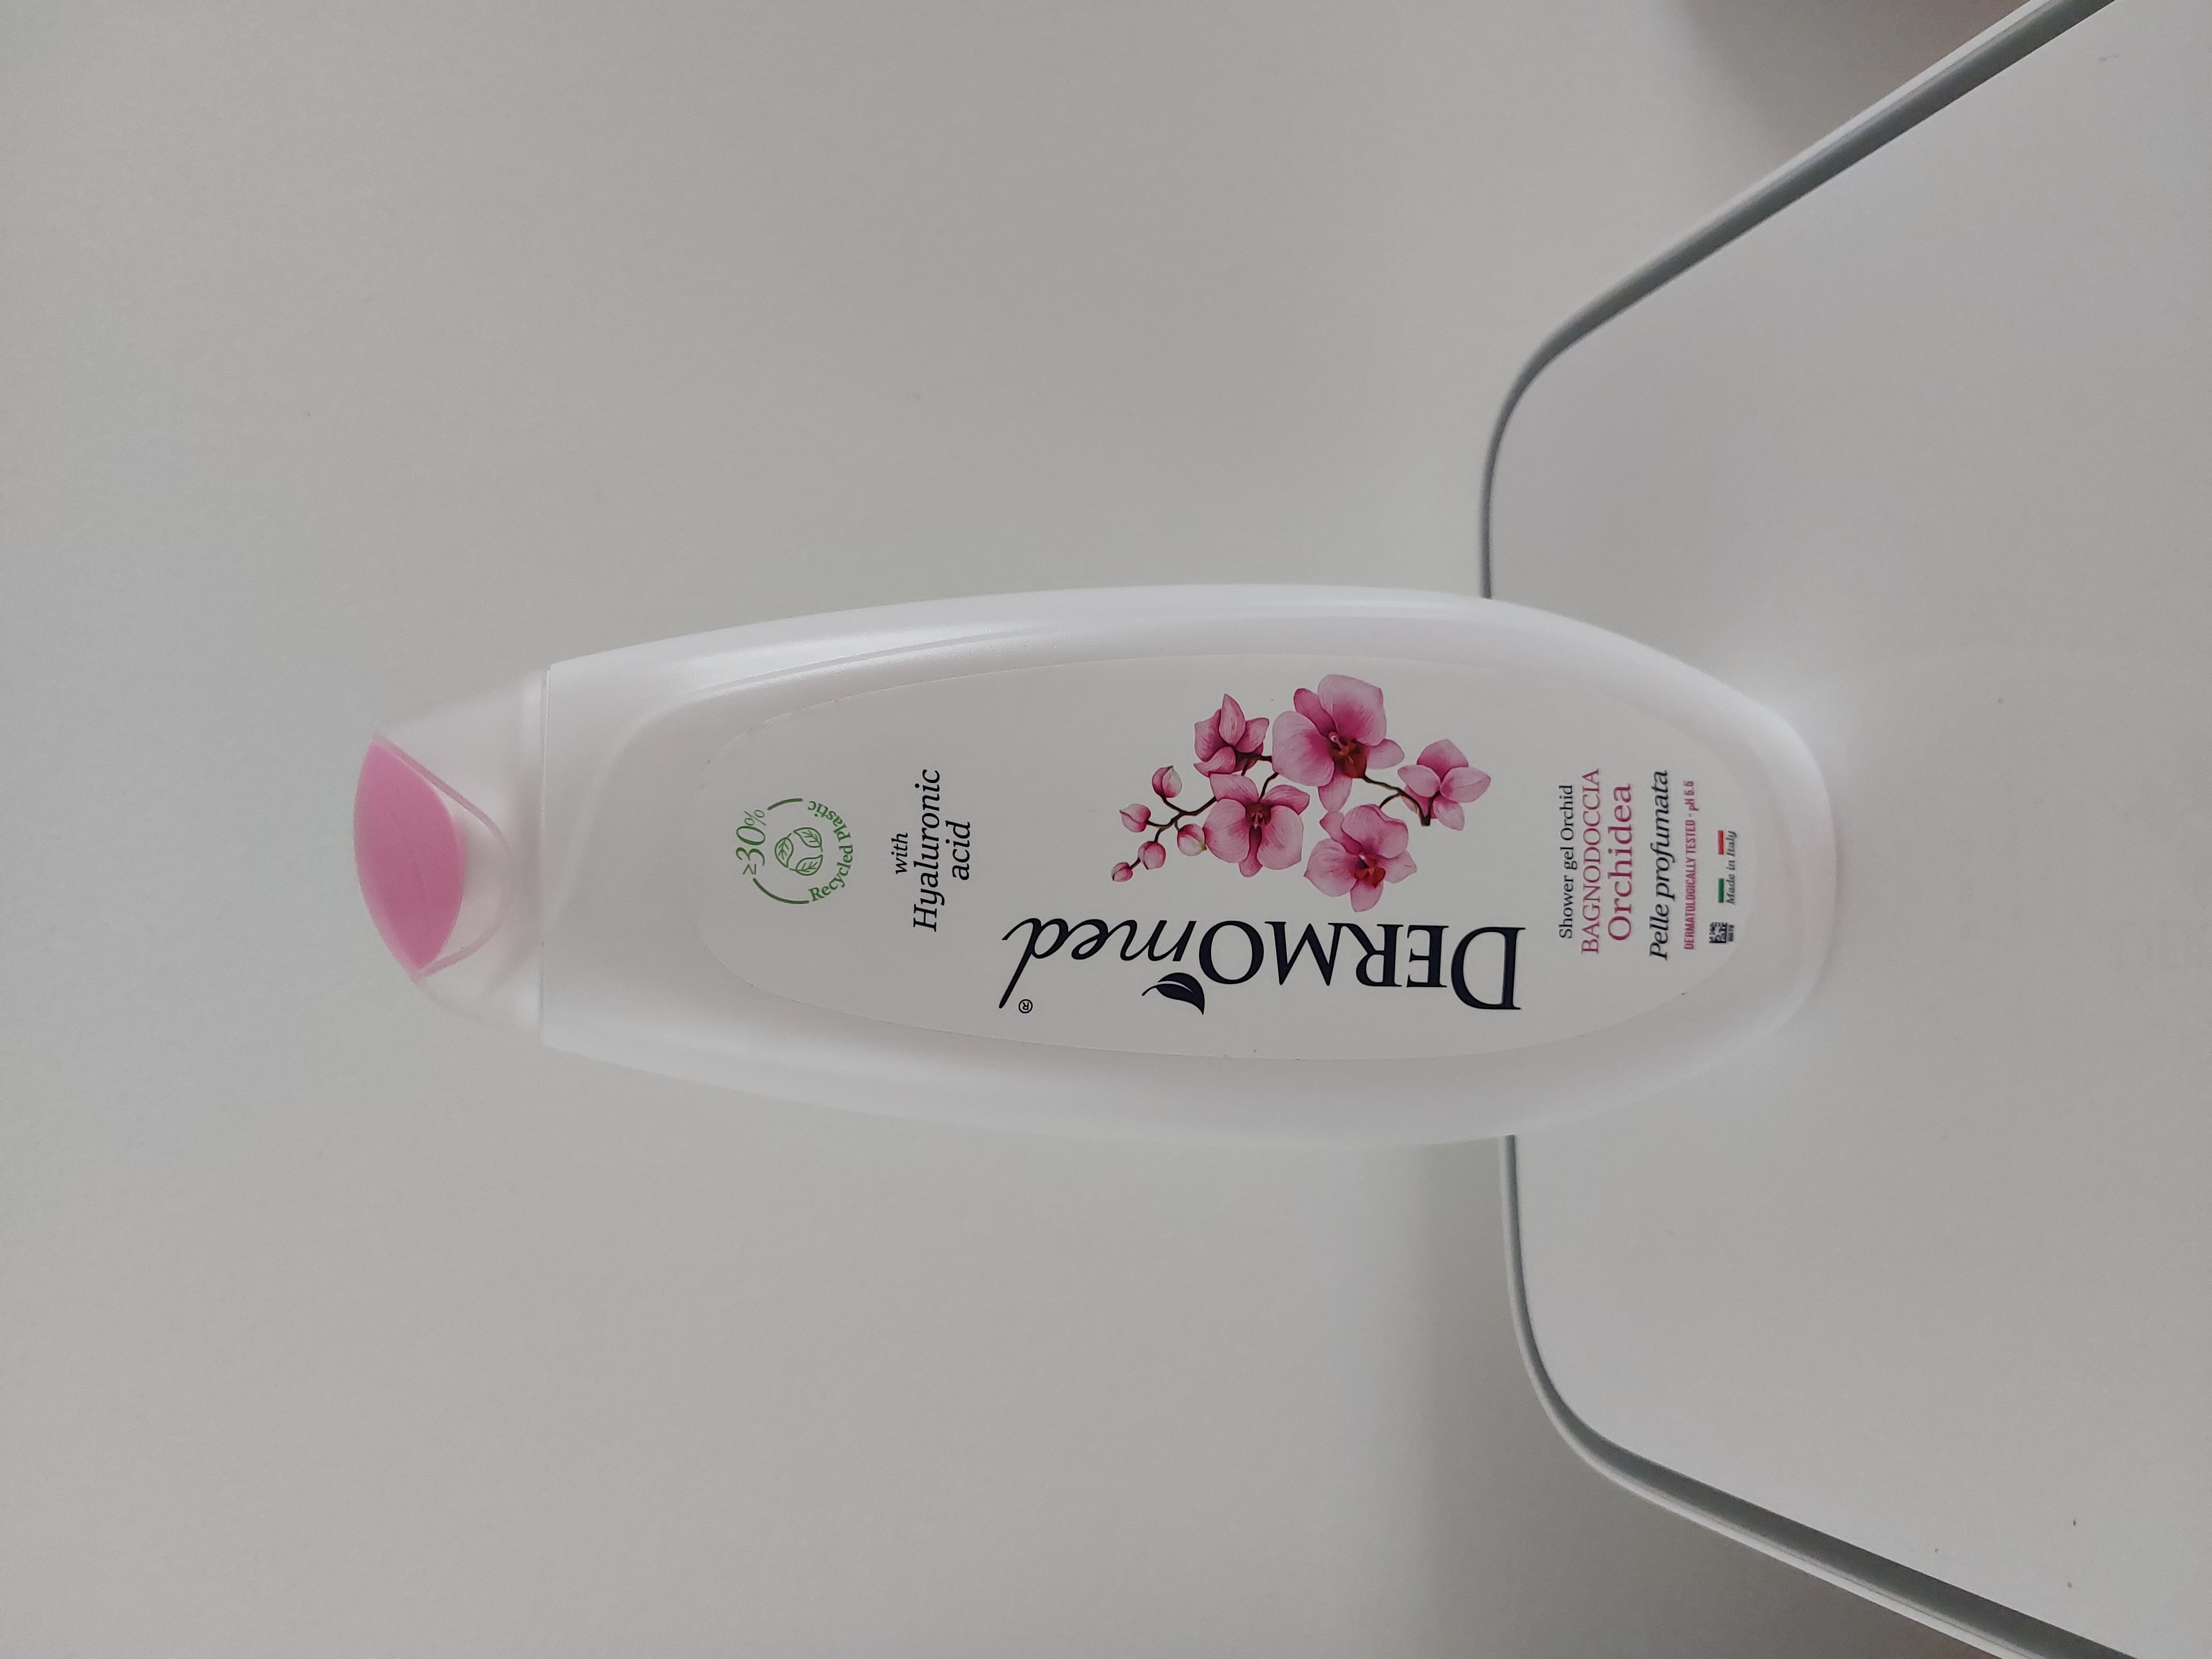 ≥30%
Recycled Plastic
with
Hyaluronic
acid
DERMOmed®
Shower gel Orchid
BAGNODOCCIA
Orchidea
Pelle profumata
DERMATOLOGICALLY TESTED - pH 5.5
Made in Italy